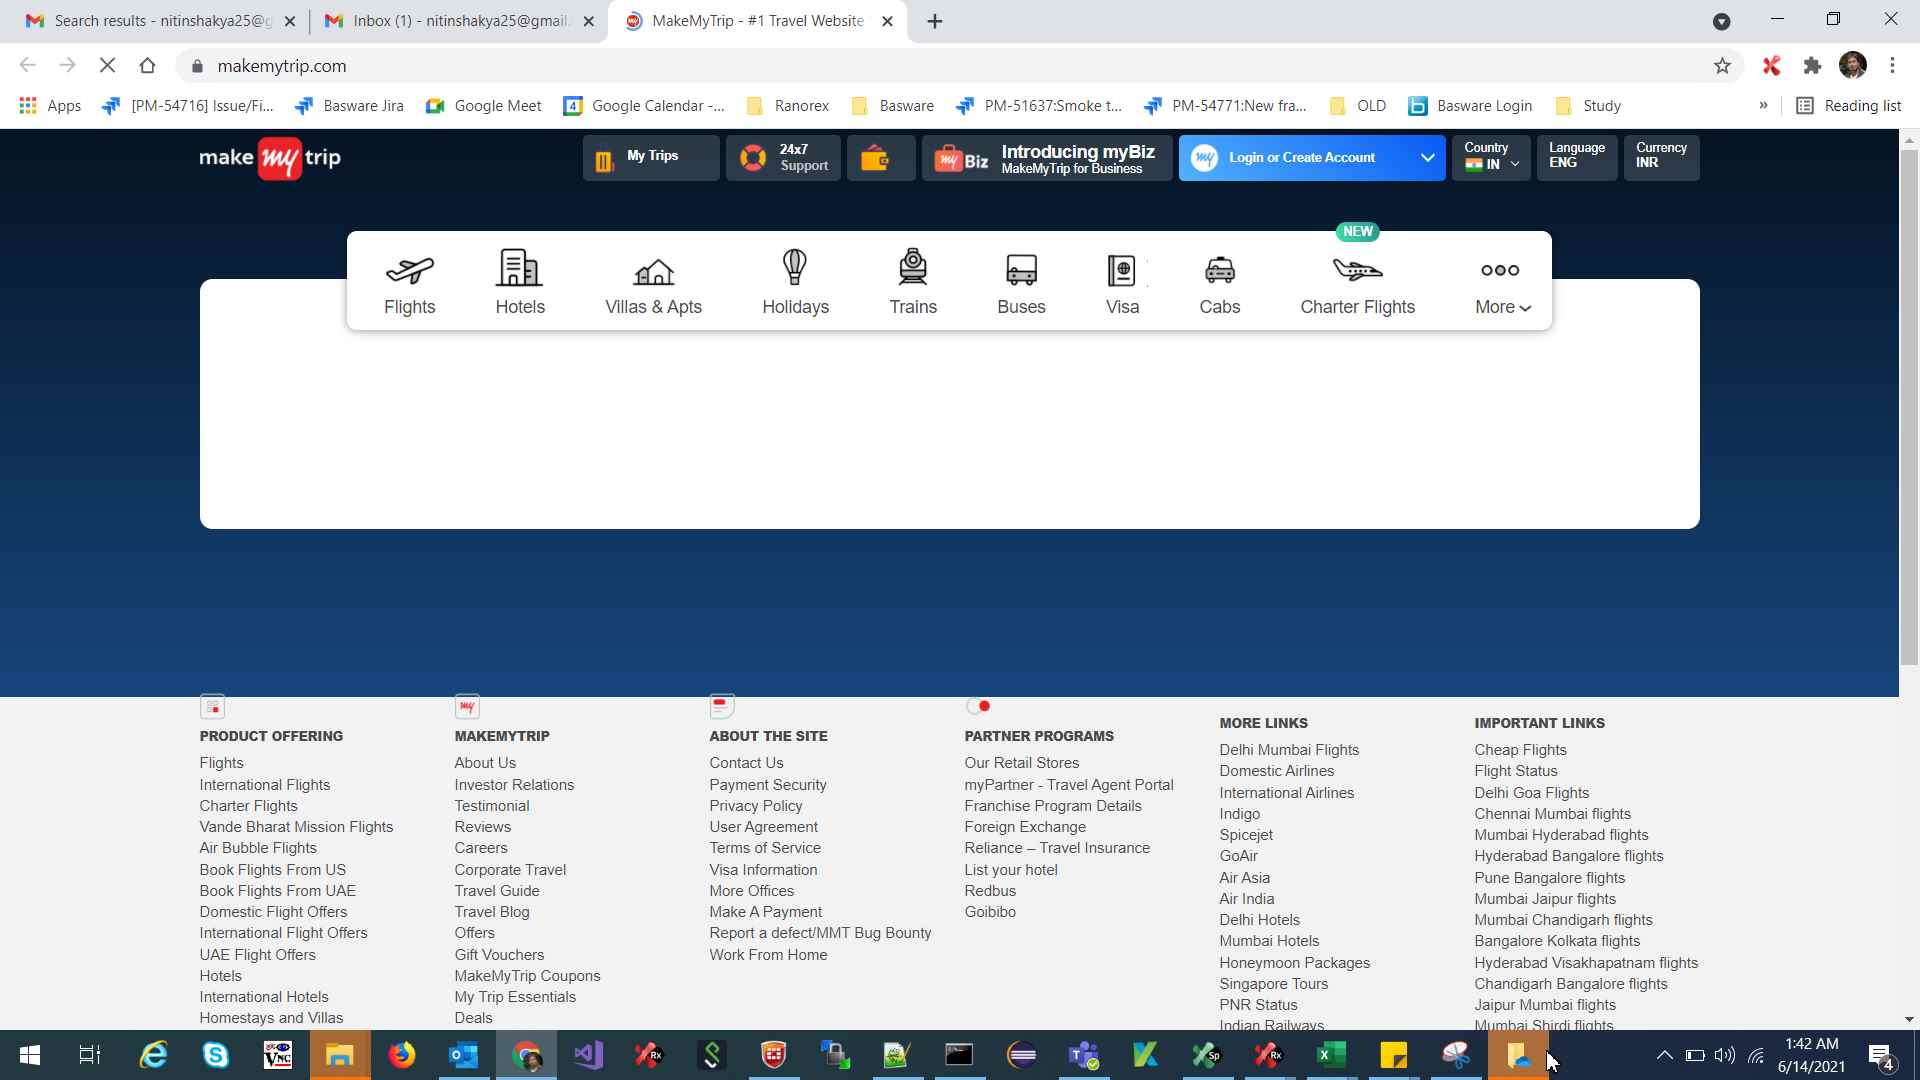 Search results - nitinshakya25@g
Inbox (1) - nitinshakya25@gmail.
MakeMyTrip - #1 Travel Website
makemytrip.com
Apps
[PM-54716] Issue/Fi...
Basware Jira
Google Meet
4
Google Calendar -...
Ranorex
Basware
PM-51637:Smoke t...
PM-54771:New fra...
OLD
Basware Login
Study
»
Reading list
make my trip
My Trips
24x7
Support
my Biz
Introducing myBiz
MakeMyTrip for Business
my
Login or Create Account
Country
IN
Language
ENG
Currency
INR
NEW
Flights
Hotels
Villas & Apts
Holidays
Trains
Buses
Visa
Cabs
Charter Flights
More
PRODUCT OFFERING
Flights
International Flights
Charter Flights
Vande Bharat Mission Flights
Air Bubble Flights
Book Flights From US
Book Flights From UAE
Domestic Flight Offers
International Flight Offers
UAE Flight Offers
Hotels
International Hotels
Homestays and Villas
my
MAKEMYTRIP
About Us
Investor Relations
Testimonial
Reviews
Careers
Corporate Travel
Travel Guide
Travel Blog
Offers
Gift Vouchers
MakeMyTrip Coupons
My Trip Essentials
Deals
ABOUT THE SITE
Contact Us
Payment Security
Privacy Policy
User Agreement
Terms of Service
Visa Information
More Offices
Make A Payment
Report a defect/MMT Bug Bounty
Work From Home
PARTNER PROGRAMS
Our Retail Stores
myPartner - Travel Agent Portal
Franchise Program Details
Foreign Exchange
Reliance – Travel Insurance
List your hotel
Redbus
Goibibo
MORE LINKS
Delhi Mumbai Flights
Domestic Airlines
International Airlines
Indigo
Spicejet
GoAir
Air Asia
Air India
Delhi Hotels
Mumbai Hotels
Honeymoon Packages
Singapore Tours
PNR Status
Indian Railways
IMPORTANT LINKS
Cheap Flights
Flight Status
Delhi Goa Flights
Chennai Mumbai flights
Mumbai Hyderabad flights
Hyderabad Bangalore flights
Pune Bangalore flights
Mumbai Jaipur flights
Mumbai Chandigarh flights
Bangalore Kolkata flights
Hyderabad Visakhapatnam flights
Chandigarh Bangalore flights
Jaipur Mumbai flights
Mumbai Shirdi flights
VNC
Rx
Sp
Rx
1:42 AM
6/14/2021
4